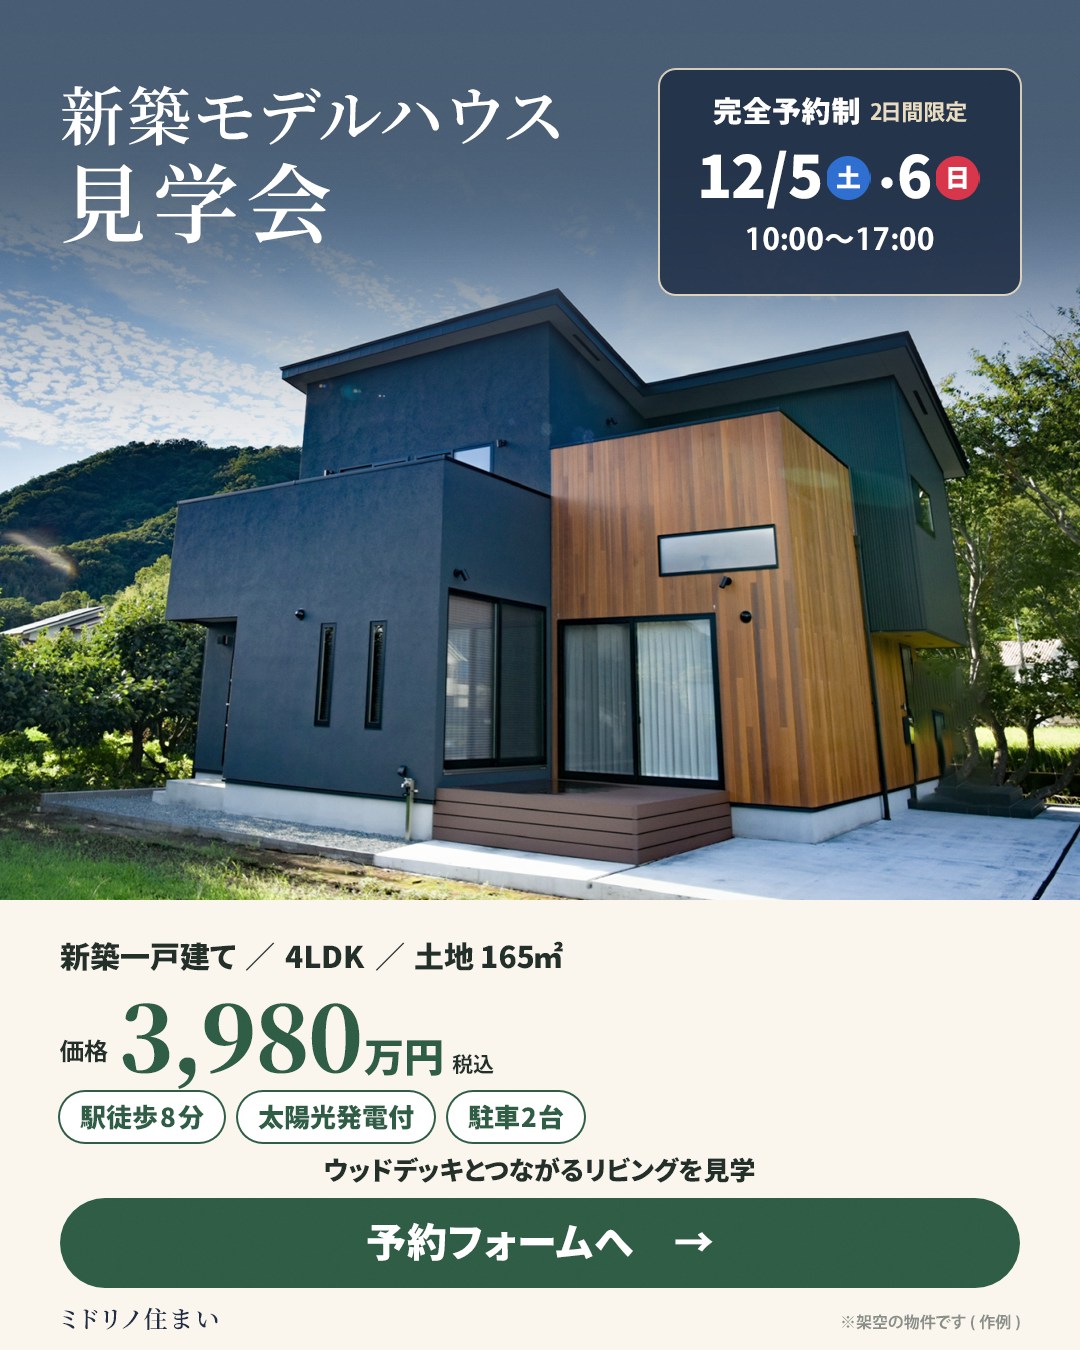 新築モデルハウス
見学会
完全予約制 2日間限定
12/5土・6日
10:00〜17:00
新築一戸建て ／ 4LDK ／ 土地 165㎡
価格 3,980万円 税込
駅徒歩8分 太陽光発電付 駐車2台
ウッドデッキとつながるリビングを見学
予約フォームへ →
ミドリノ住まい
※架空の物件です ( 作例 )